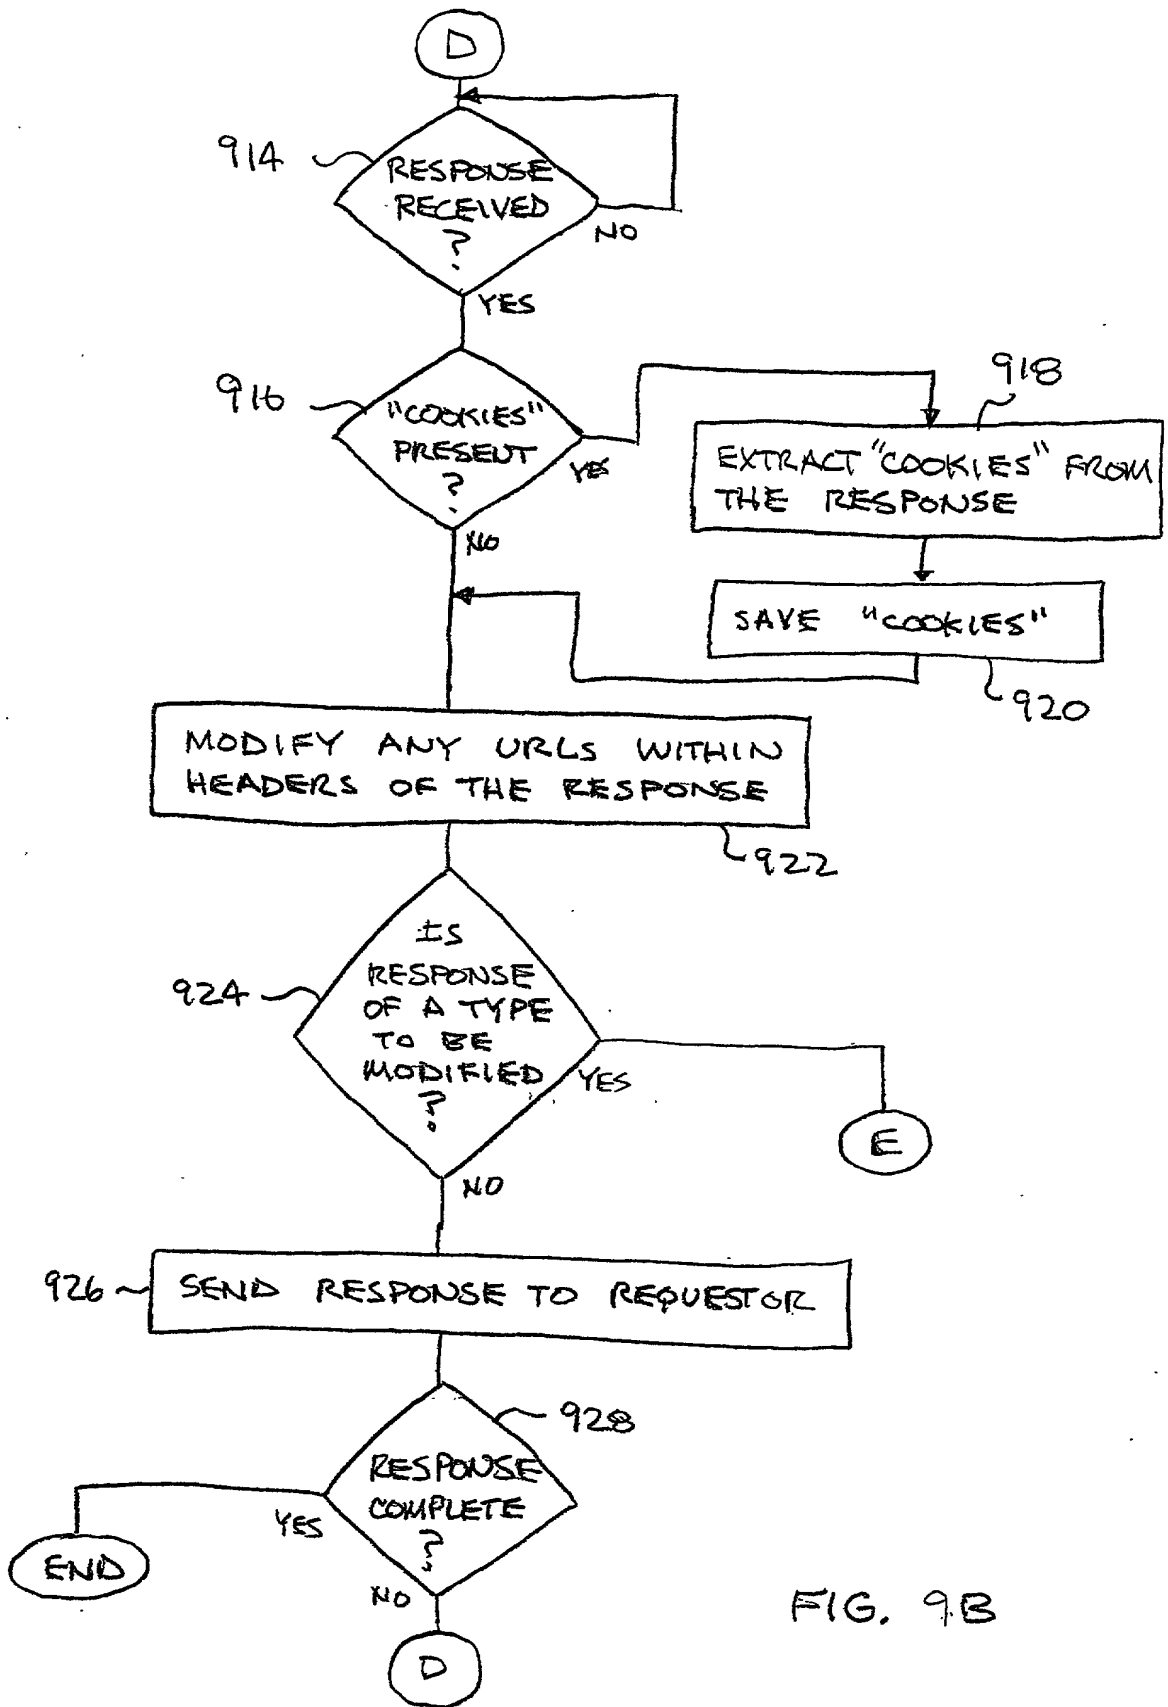 D
914
RESPONSE
RECEIVED
?
NO
YES
916
"COOKIES"
PRESENT
?
YES
NO
918
EXTRACT "COOKIES" FROM
THE RESPONSE
SAVE "COOKIES"
920
MODIFY ANY URLS WITHIN
HEADERS OF THE RESPONSE
922
924
IS
RESPONSE
OF A TYPE
TO BE
MODIFIED
?
YES
E
NO
926
SEND RESPONSE TO REQUESTOR
928
RESPONSE
COMPLETE
?
YES
END
NO
D
FIG. 9B